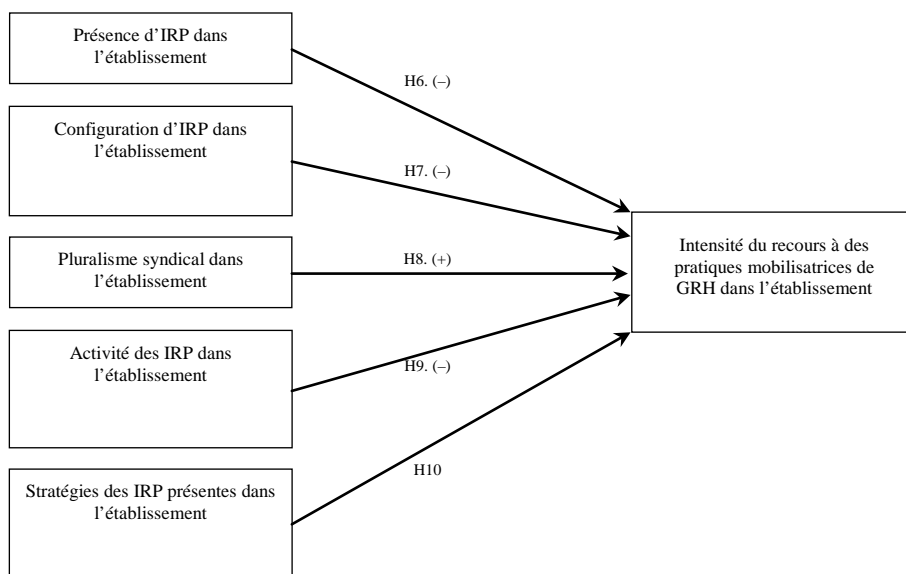 Présence d’IRP dans
l’établissement
H6. (–)
Configuration d’IRP dans
l’établissement
H7. (–)
Pluralisme syndical dans
l’établissement
H8. (+)
Intensité du recours à des
pratiques mobilisatrices de
GRH dans l’établissement
Activité des IRP dans
l’établissement
H9. (–)
Stratégies des IRP présentes dans
l’établissement
H10